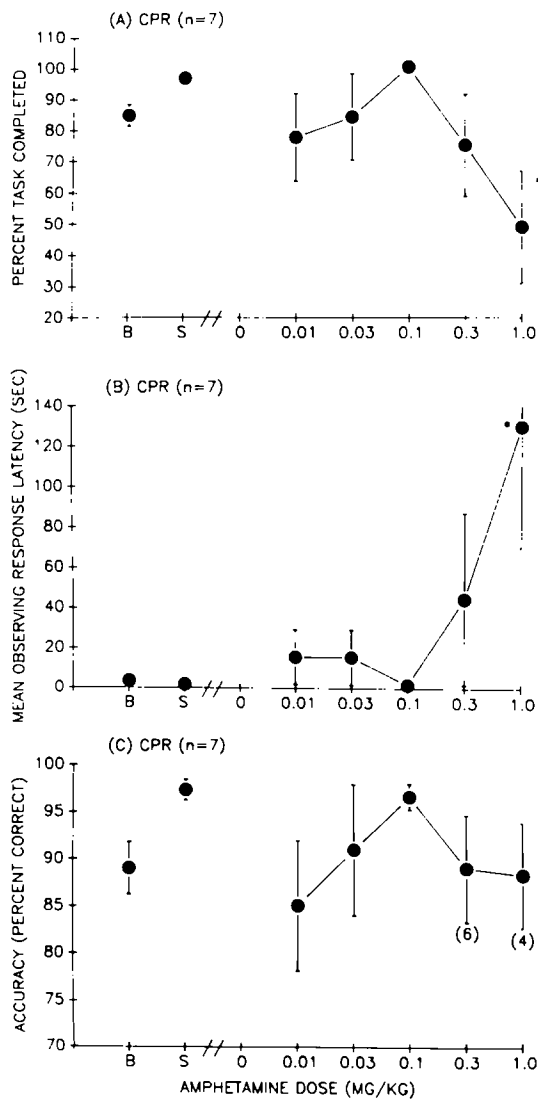 (A) CPR (n=7)
PERCENT TASK COMPLETED
110
100
90
80
70
60
50
40
30
20
B S // 0 0.01 0.03 0.1 0.3 1.0
(B) CPR (n=7)
MEAN OBSERVING RESPONSE LATENCY (SEC)
140
120
100
80
60
40
20
0
B S // 0 0.01 0.03 0.1 0.3 1.0
(C) CPR (n=7)
ACCURACY (PERCENT CORRECT)
100
95
90
85
80
75
70
(6) (4)
B S // 0 0.01 0.03 0.1 0.3 1.0
AMPHETAMINE DOSE (MG/KG)